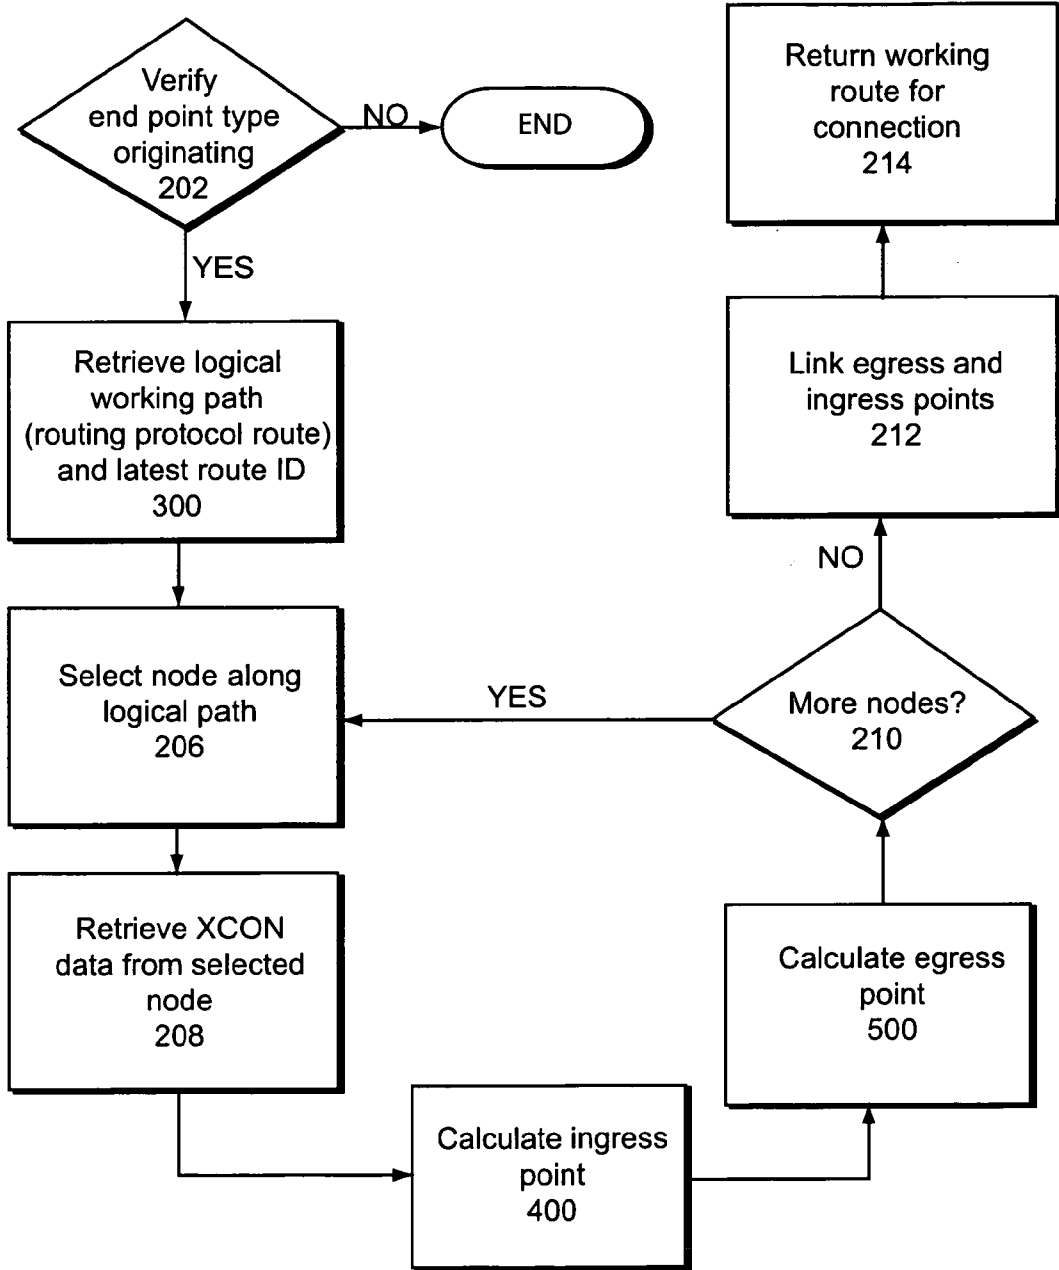 Verify
end point type
originating
202
NO
END
YES
Retrieve logical
working path
(routing protocol route)
and latest route ID
300
Select node along
logical path
206
Retrieve XCON
data from selected
node
208
Calculate ingress
point
400
Calculate egress
point
500
More nodes?
210
YES
NO
Link egress and
ingress points
212
Return working
route for
connection
214